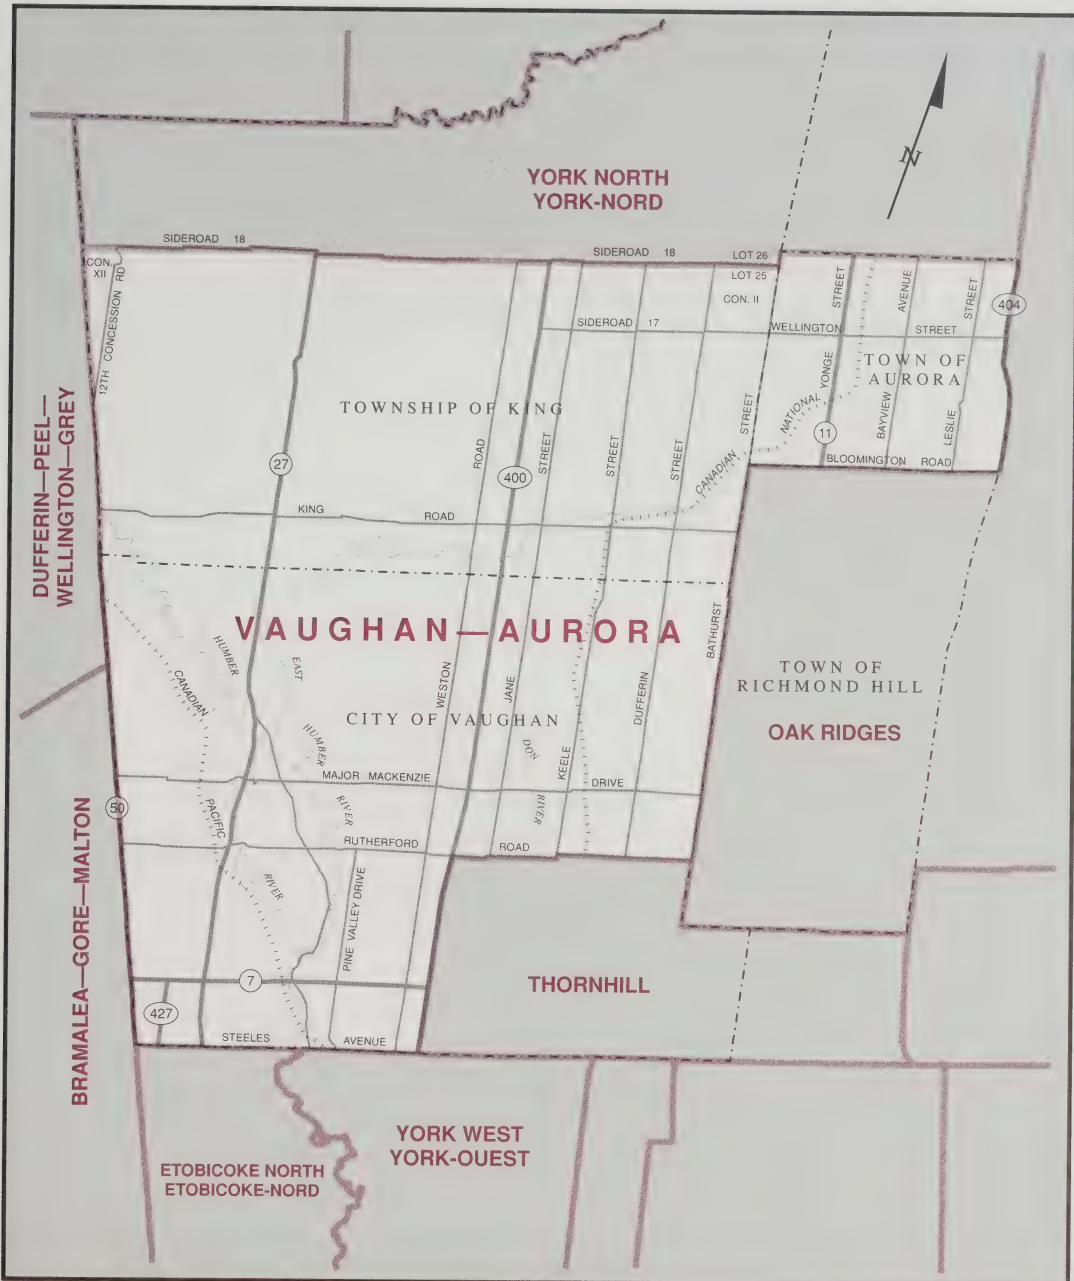 N
YORK NORTH
YORK-NORD
SIDEROAD 18
SIDEROAD 18
LOT 26
LOT 25
CON.
XII
CON. II
12TH CONCESSION RD
SIDEROAD 17
WELLINGTON STREET
YONGE STREET
BAYVIEW AVENUE
LESLIE STREET
404
TOWN OF
AURORA
11
BLOOMINGTON ROAD
CANADIAN NATIONAL
TOWNSHIP OF KING
27
400
KING ROAD
DUFFERIN—PEEL—
WELLINGTON—GREY
VAUGHAN—AURORA
WESTON ROAD
JANE STREET
KEELE STREET
DUFFERIN STREET
BATHURST STREET
HUMBER RIVER
EAST HUMBER RIVER
DON RIVER
CANADIAN PACIFIC
CITY OF VAUGHAN
TOWN OF
RICHMOND HILL
OAK RIDGES
MAJOR MACKENZIE DRIVE
50
RUTHERFORD ROAD
PINE VALLEY DRIVE
BRAMALEA—GORE—MALTON
7
427
THORNHILL
STEELES AVENUE
YORK WEST
YORK-OUEST
ETOBICOKE NORTH
ETOBICOKE-NORD